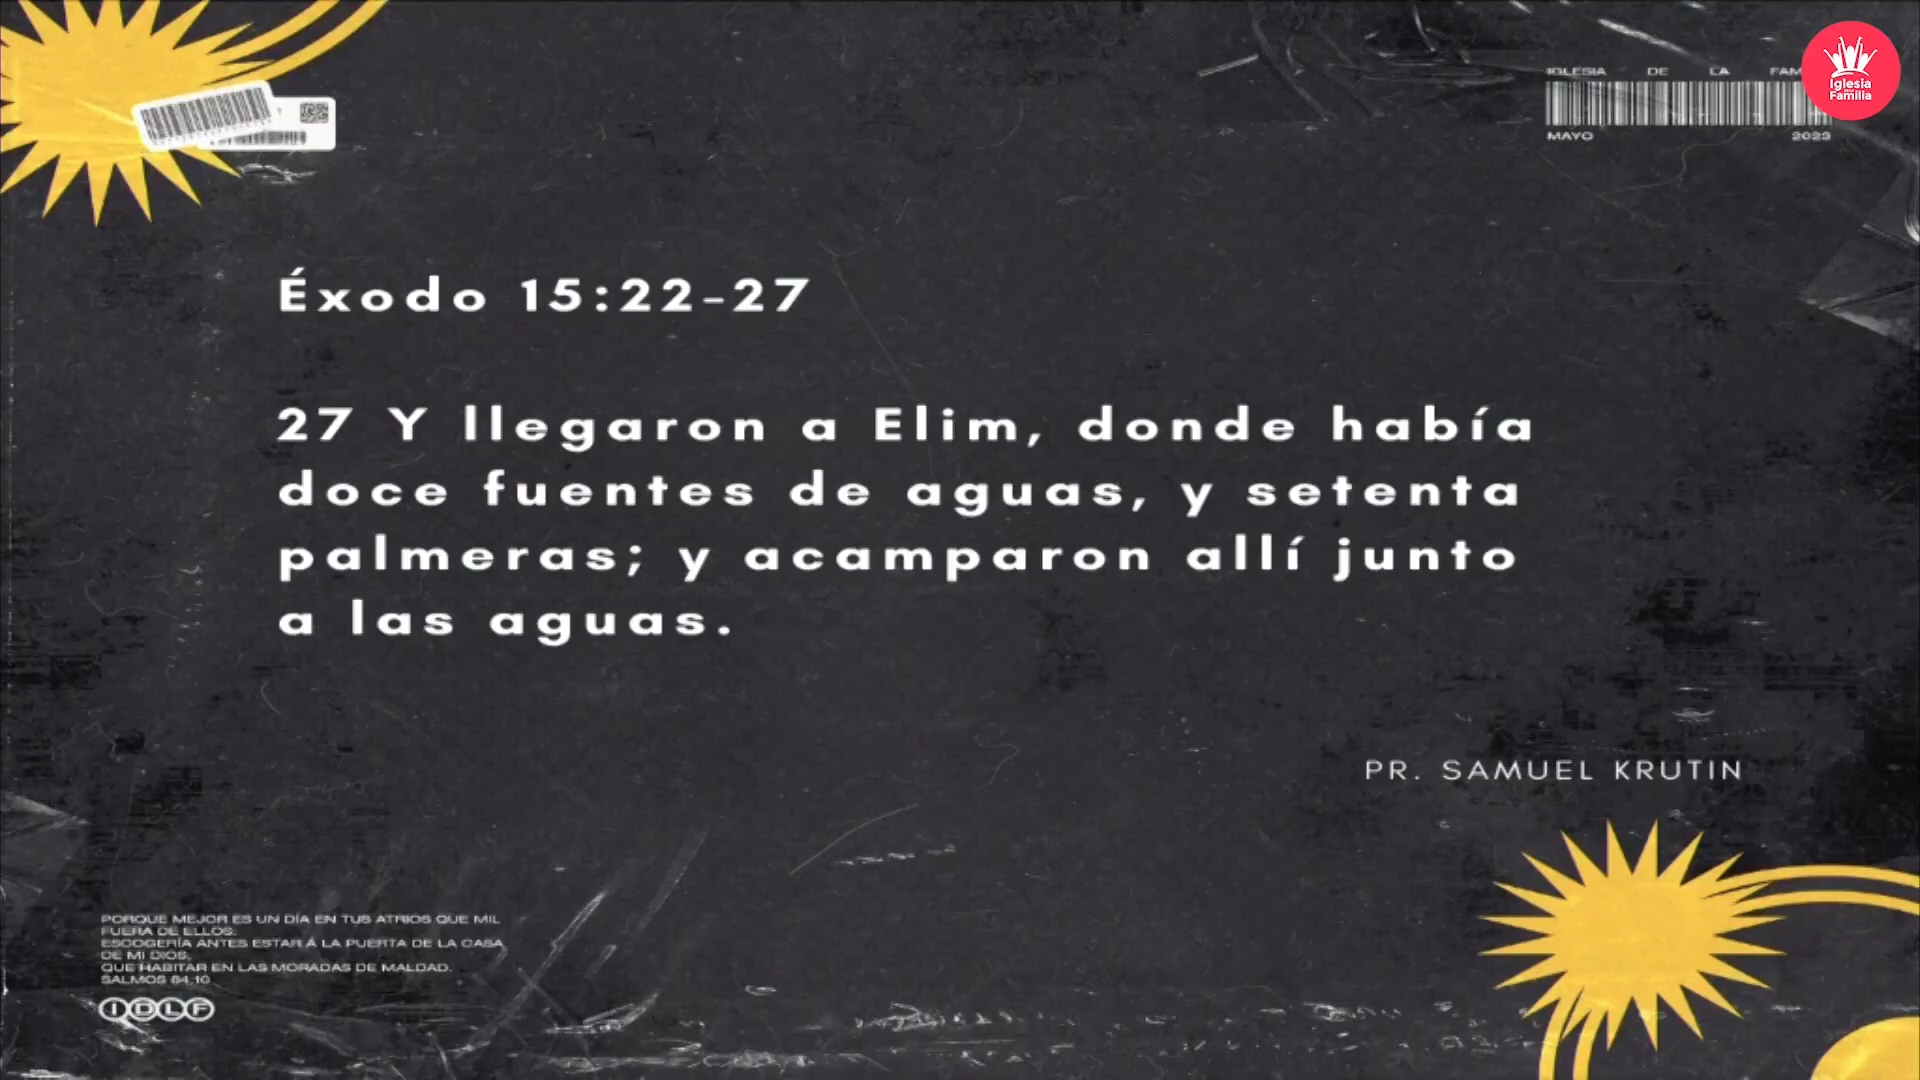 IGLESIA DE LA
Iglesia
Familia
MAYO 2023
Éxodo 15:22-27
27 Y llegaron a Elim, donde había
doce fuentes de aguas, y setenta
palmeras; y acamparon allí junto
a las aguas.
PR. SAMUEL KRUTIN
PORQUE MEJOR ES UN DÍA EN TUS ATRIOS QUE MIL
FUERA DE ELLOS:
ESCOGERÍA ANTES ESTAR Á LA PUERTA DE LA CASA
DE MI DIOS,
QUE HABITAR EN LAS MORADAS DE MALDAD.
SALMOS 84:10
IDLF